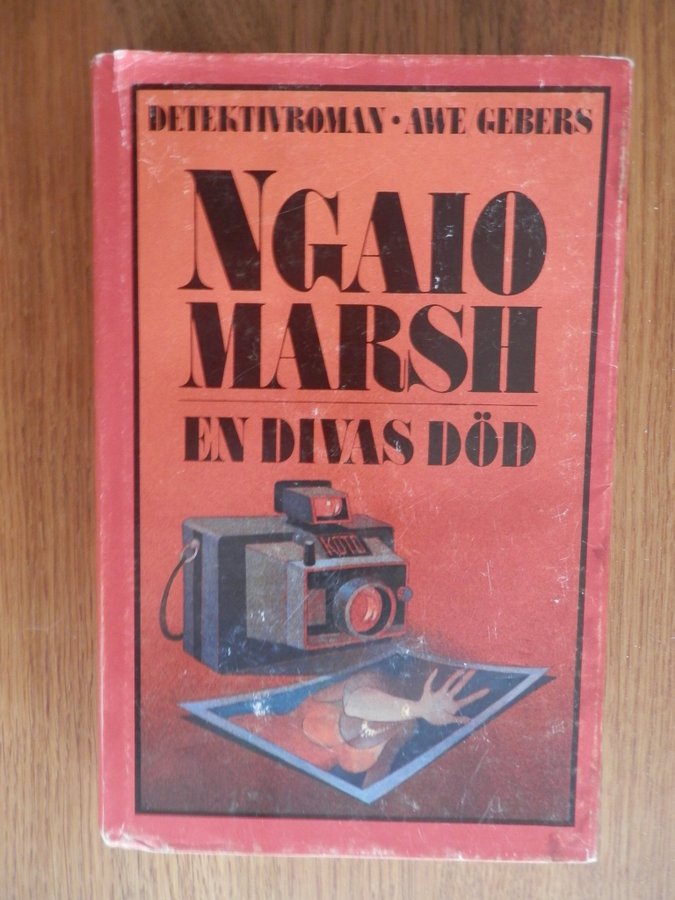 DETEKTIVROMAN • AWE GEBERS
NGAIO
MARSH
EN DIVAS DÖD